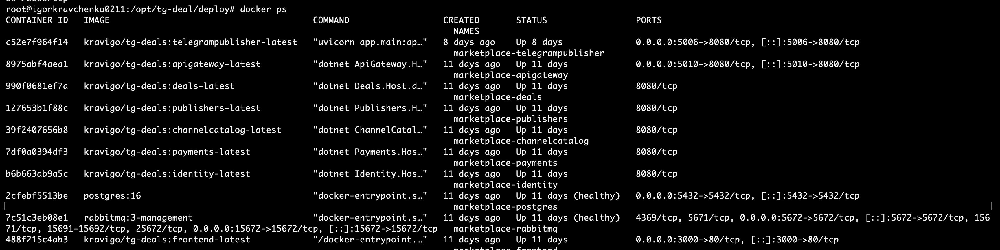 root@igorkravchenko0211:/opt/tg-deal/deploy# docker ps
CONTAINER ID   IMAGE                                       COMMAND                  CREATED       STATUS                 PORTS
NAMES
c52e7f964f14   kravigo/tg-deals:telegrampublisher-latest   "uvicorn app.main:ap…"   8 days ago    Up 8 days              0.0.0.0:5006->8080/tcp, [::]:5006->8080/tcp
marketplace-telegrampublisher
8975abf4aea1   kravigo/tg-deals:apigateway-latest          "dotnet ApiGateway.H…"   11 days ago   Up 11 days             0.0.0.0:5010->8080/tcp, [::]:5010->8080/tcp
marketplace-apigateway
990f0681ef7a   kravigo/tg-deals:deals-latest               "dotnet Deals.Host.d…"   11 days ago   Up 11 days             8080/tcp
marketplace-deals
127653b1f88c   kravigo/tg-deals:publishers-latest          "dotnet Publishers.H…"   11 days ago   Up 11 days             8080/tcp
marketplace-publishers
39f2407656b8   kravigo/tg-deals:channelcatalog-latest      "dotnet ChannelCatal…"   11 days ago   Up 11 days             8080/tcp
marketplace-channelcatalog
7df0a0394df3   kravigo/tg-deals:payments-latest            "dotnet Payments.Hos…"   11 days ago   Up 11 days             8080/tcp
marketplace-payments
b6b663ab9a5c   kravigo/tg-deals:identity-latest            "dotnet Identity.Hos…"   11 days ago   Up 11 days             8080/tcp
marketplace-identity
2cfebf5513be   postgres:16                                 "docker-entrypoint.s…"   11 days ago   Up 11 days (healthy)   0.0.0.0:5432->5432/tcp, [::]:5432->5432/tcp
marketplace-postgres
7c51c3eb08e1   rabbitmq:3-management                       "docker-entrypoint.s…"   11 days ago   Up 11 days (healthy)   4369/tcp, 5671/tcp, 0.0.0.0:5672->5672/tcp, [::]:5672->5672/tcp, 156
71/tcp, 15691-15692/tcp, 25672/tcp, 0.0.0.0:15672->15672/tcp, [::]:15672->15672/tcp   marketplace-rabbitmq
488f215c4ab3   kravigo/tg-deals:frontend-latest            "/docker-entrypoint.…"   11 days ago   Up 11 days             0.0.0.0:3000->80/tcp, [::]:3000->80/tcp